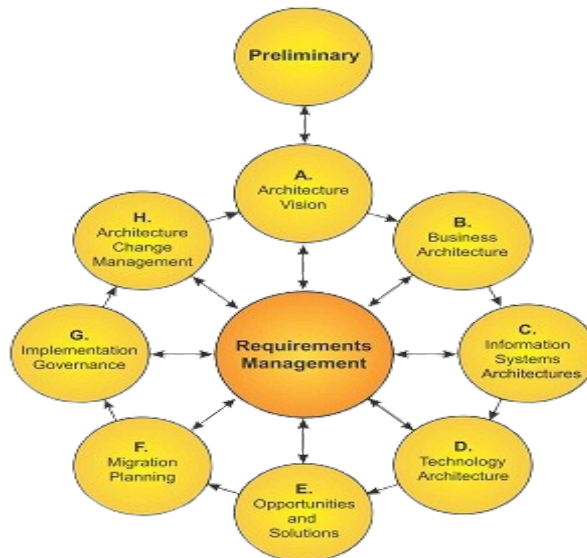 Preliminary
A.
Architecture
Vision
B.
Business
Architecture
C.
Information
Systems
Architectures
D.
Technology
Architecture
E.
Opportunities
and
Solutions
F.
Migration
Planning
G.
Implementation
Governance
H.
Architecture
Change
Management
Requirements
Management